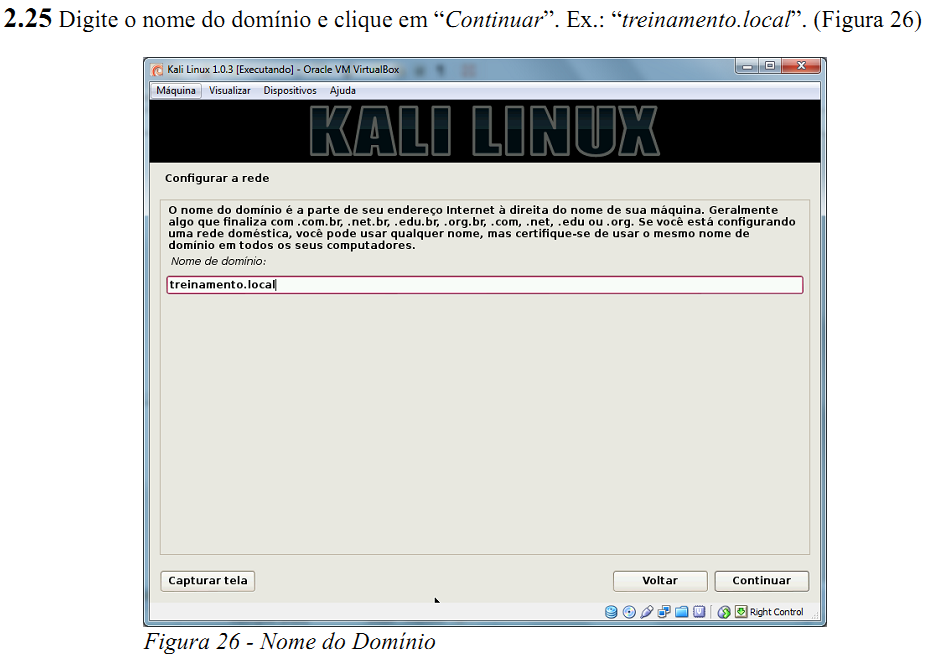 2.25 Digite o nome do domínio e clique em “Continuar”. Ex.: “treinamento.local”. (Figura 26)
Kali Linux 1.0.3 [Executando] - Oracle VM VirtualBox
Máquina Visualizar Dispositivos Ajuda
KALI LINUX
Configurar a rede
O nome do domínio é a parte de seu endereço Internet à direita do nome de sua máquina. Geralmente
algo que finaliza com .com.br, .net.br, .edu.br, .org.br, .com, .net, .edu ou .org. Se você está configurando
uma rede doméstica, você pode usar qualquer nome, mas certifique-se de usar o mesmo nome de
domínio em todos os seus computadores.
Nome de domínio:
treinamento.local
Capturar tela Voltar Continuar
Right Control
Figura 26 - Nome do Domínio